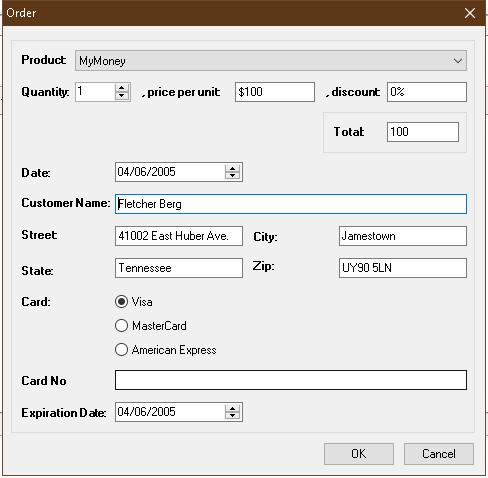 Order
Product: MyMoney
Quantity: 1 , price per unit: $100 , discount: 0%
Total: 100
Date: 04/06/2005
Customer Name: Fletcher Berg
Street: 41002 East Huber Ave. City: Jamestown
State: Tennessee Zip: UY90 5LN
Card: Visa
MasterCard
American Express
Card No
Expiration Date: 04/06/2005
OK Cancel